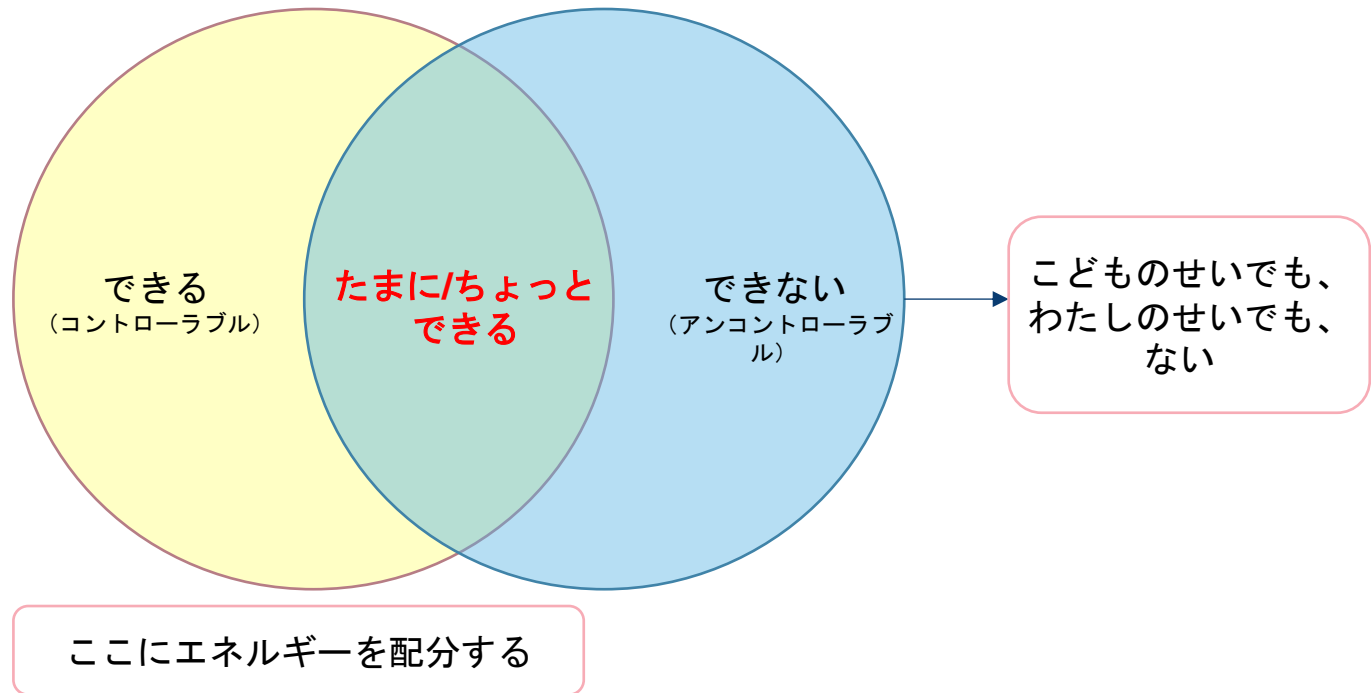 できる
（コントローラブル）
たまに/ちょっと
できる
できない
（アンコントローラブ
ル）
こどものせいでも、
わたしのせいでも、
ない
ここにエネルギーを配分する